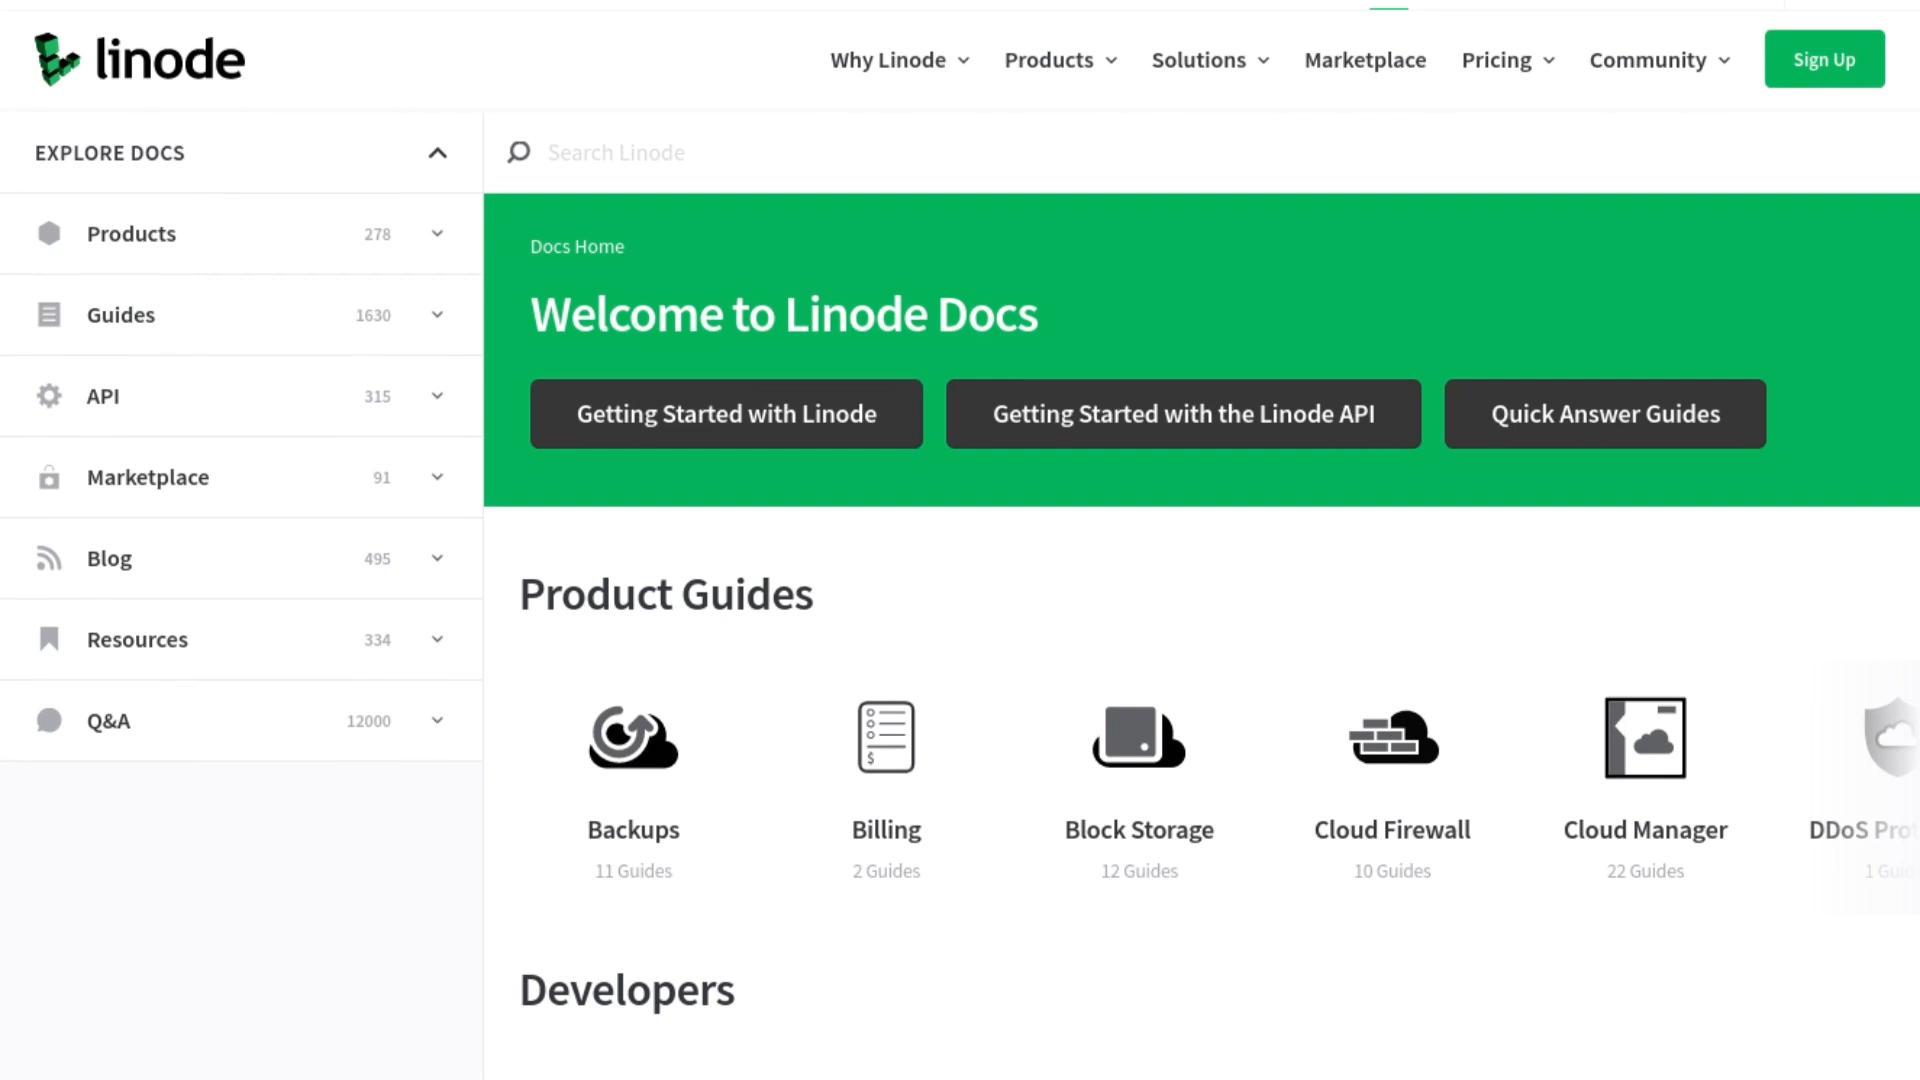 linode
Why Linode
Products
Solutions
Marketplace
Pricing
Community
Sign Up
EXPLORE DOCS
Search Linode
Products 278
Guides 1630
API 315
Marketplace 91
Blog 495
Resources 334
Q&A 12000
Docs Home
Welcome to Linode Docs
Getting Started with Linode
Getting Started with the Linode API
Quick Answer Guides
Product Guides
$
Backups
11 Guides
Billing
2 Guides
Block Storage
12 Guides
Cloud Firewall
10 Guides
Cloud Manager
22 Guides
DDoS
1
Developers